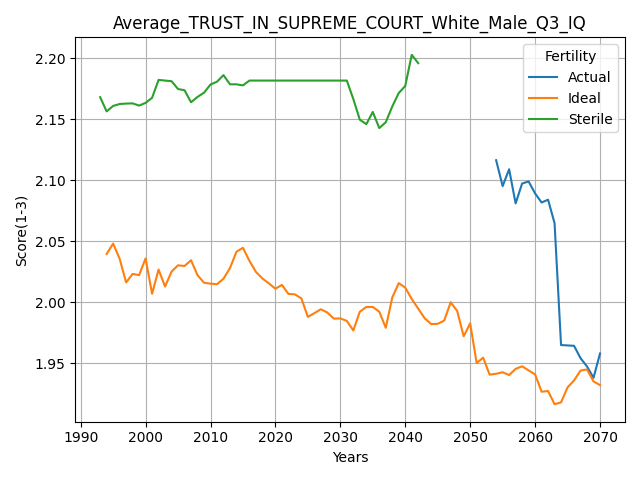 Average_TRUST_IN_SUPREME_COURT_White_Male_Q3_IQ
Fertility
Actual
Ideal
Sterile
Score(1-3)
2.20
2.15
2.10
2.05
2.00
1.95
1990 2000 2010 2020 2030 2040 2050 2060 2070
Years